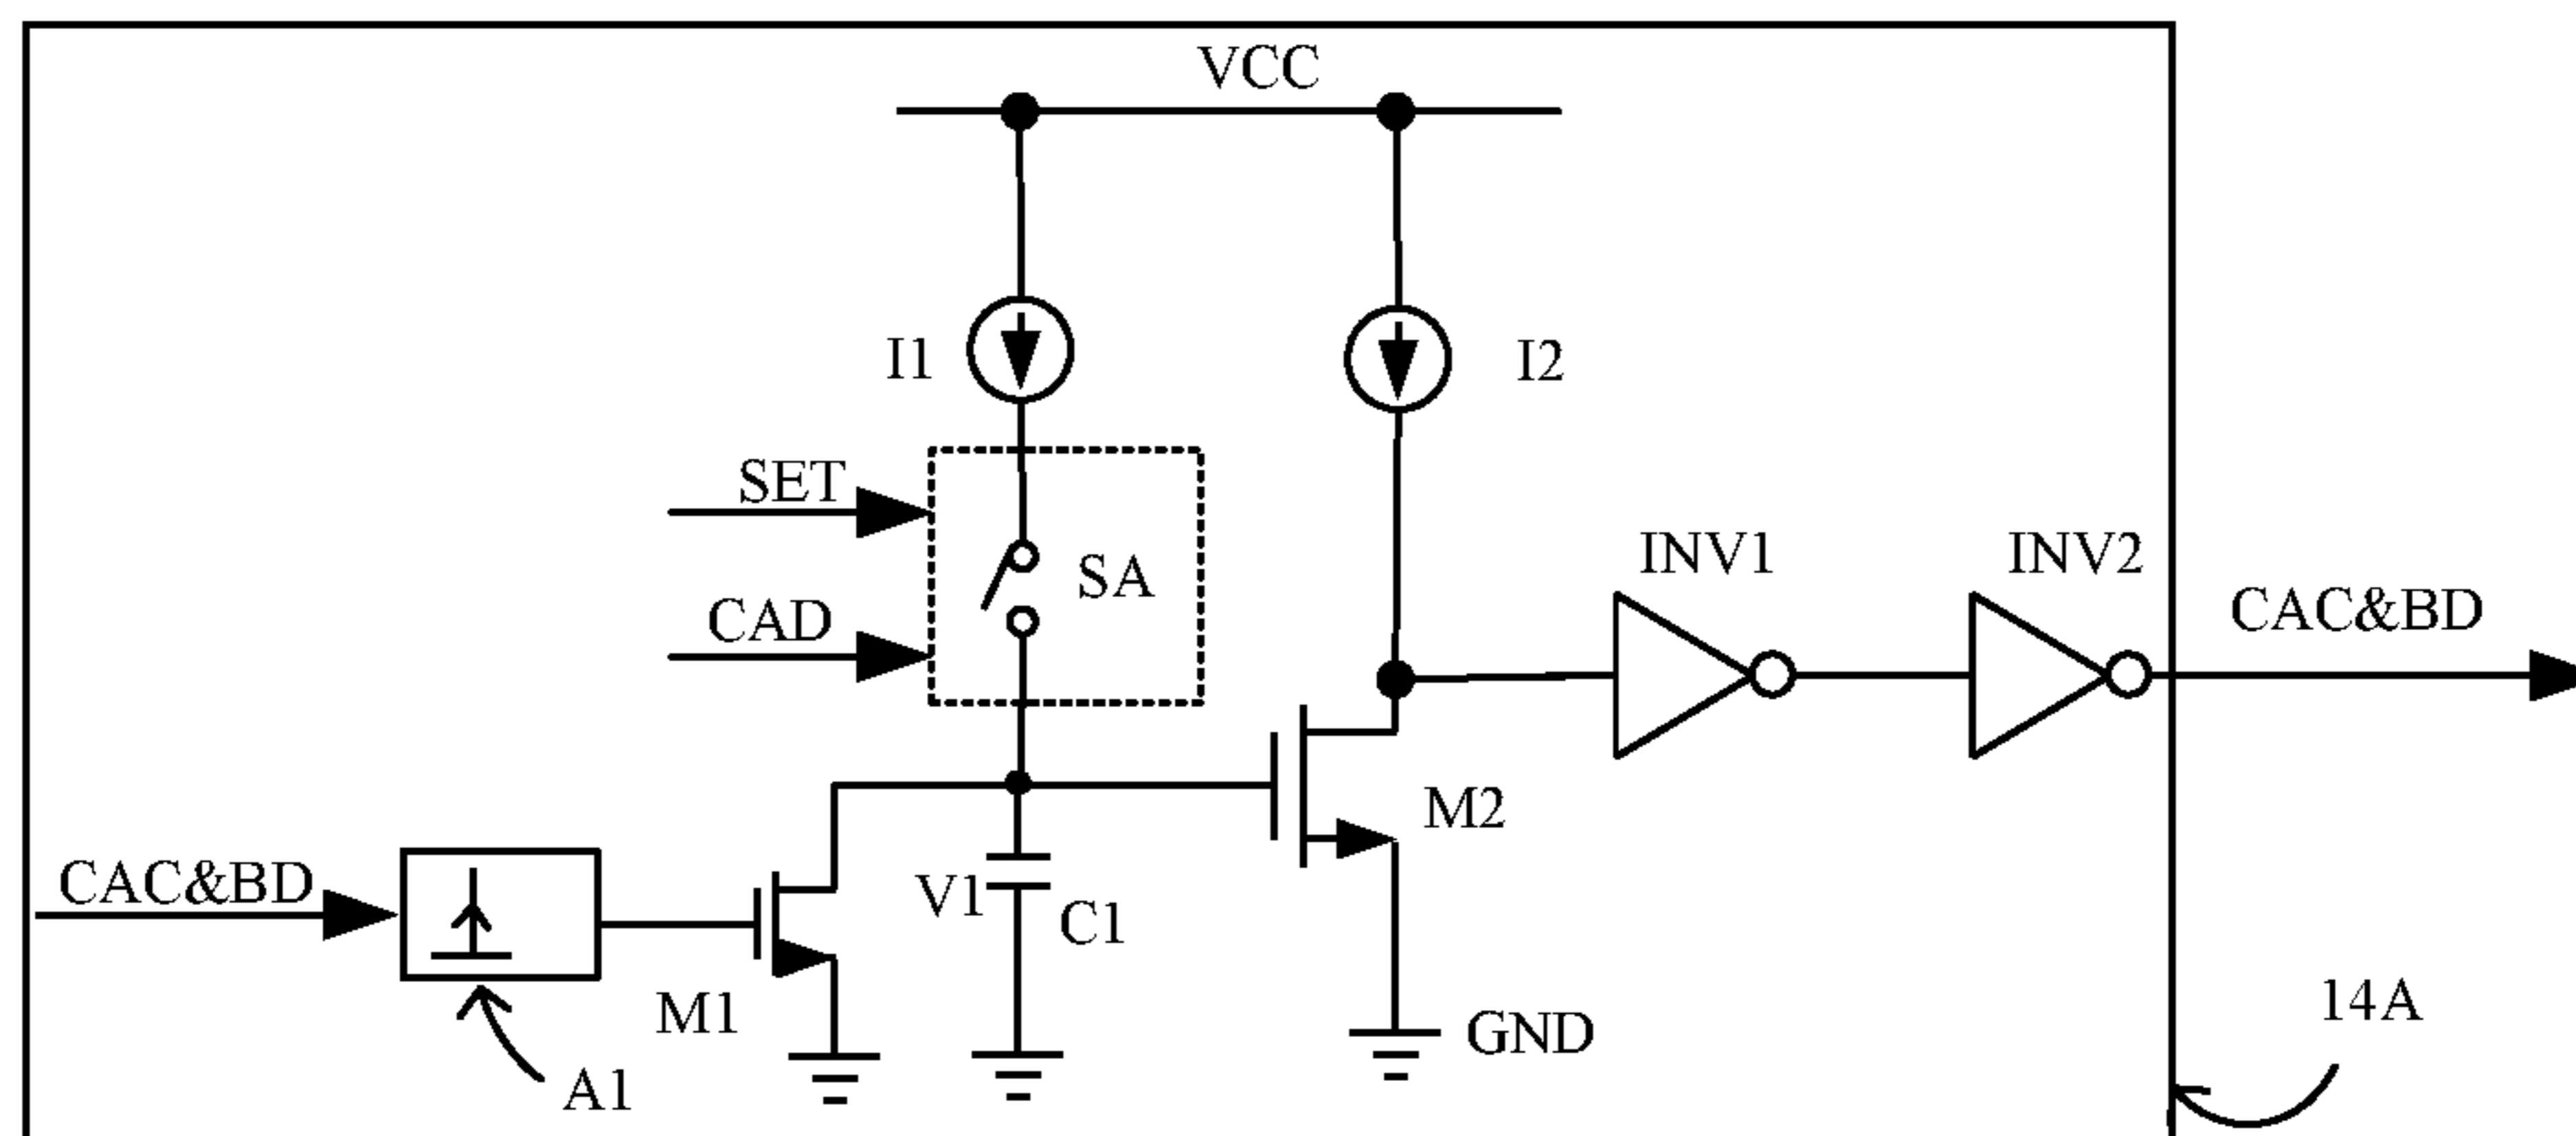 VCC
I1
I2
SET
SA
INV1
INV2
CAD
CAC&BD
M2
CAC&BD
V1
C1
M1
GND
14A
A1